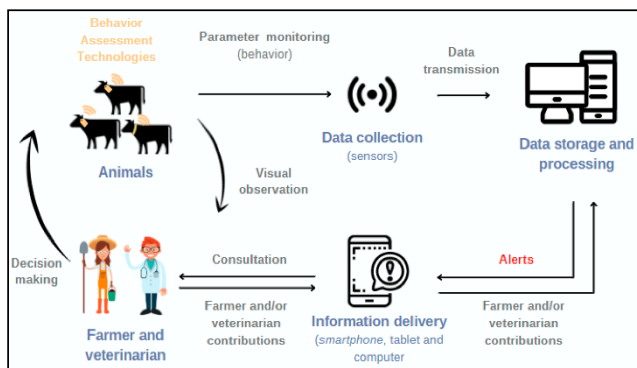 Behavior
Assessment
Technologies
Parameter monitoring
(behavior)
Data
transmission
Data collection
(sensors)
Data storage and
processing
Animals
Visual
observation
Decision
making
Consultation
Alerts
Farmer and/or
veterinarian
contributions
Farmer and/or
veterinarian
contributions
Farmer and
veterinarian
Information delivery
(smartphone, tablet and
computer